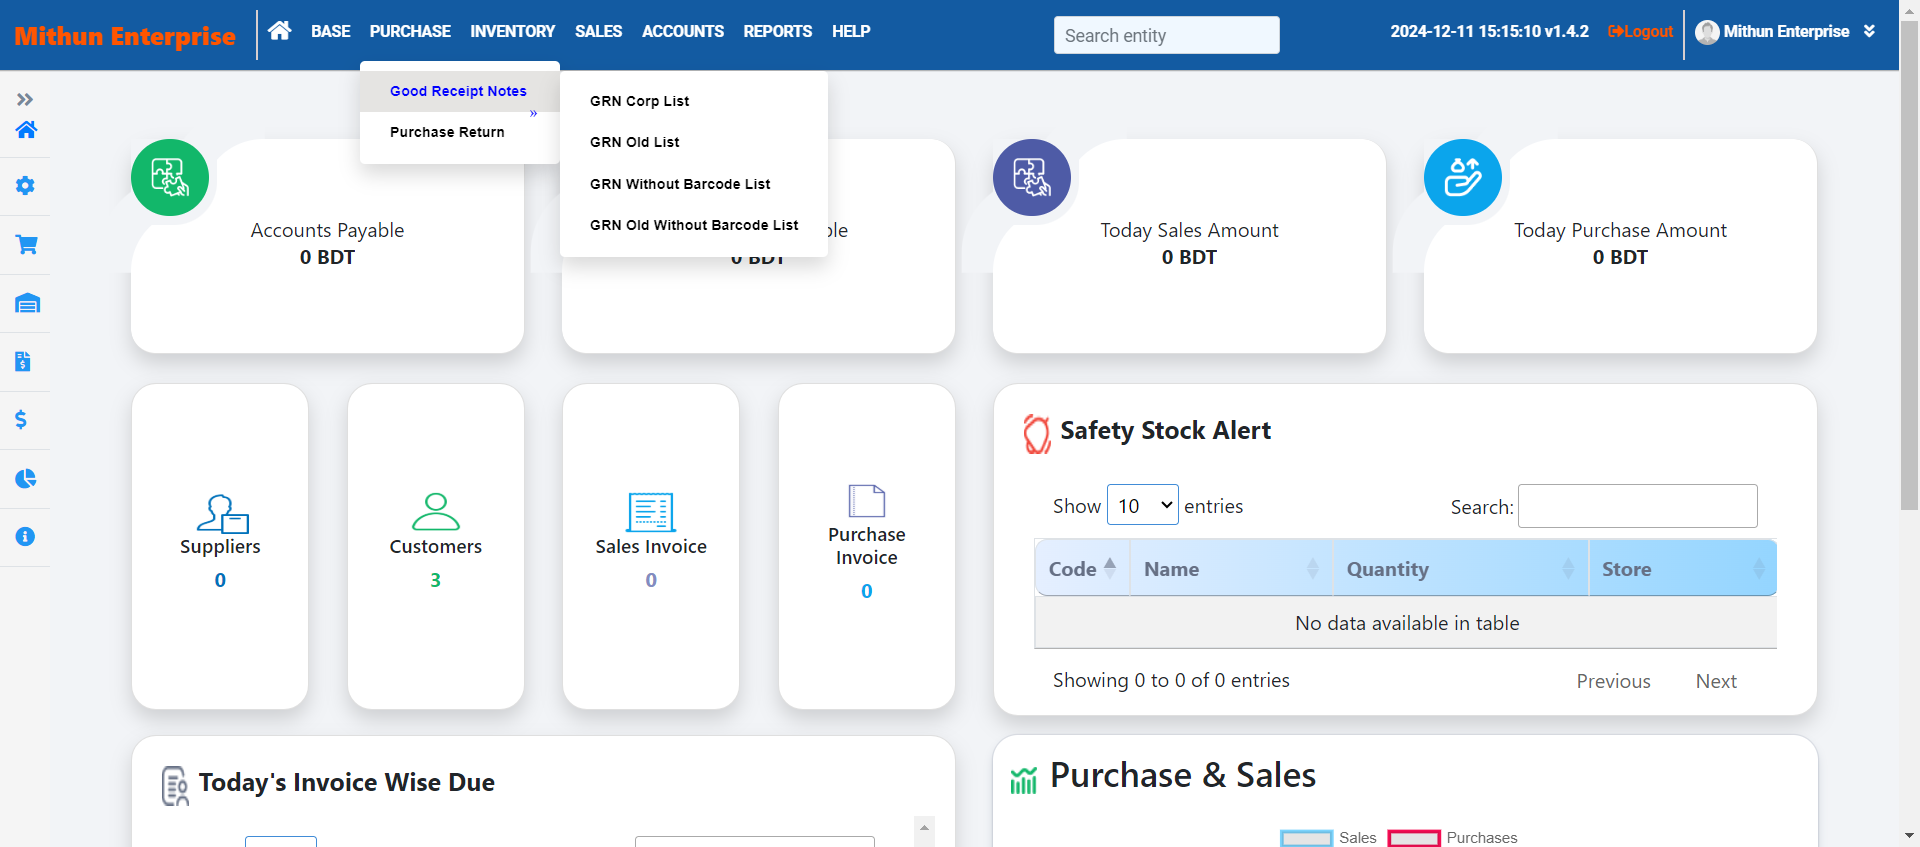 Mithun Enterprise
BASE PURCHASE INVENTORY SALES ACCOUNTS REPORTS HELP
Search entity
2024-12-11 15:15:10 v1.4.2
Logout
Mithun Enterprise
Good Receipt Notes »
Purchase Return
GRN Corp List
GRN Old List
GRN Without Barcode List
GRN Old Without Barcode List
Accounts Payable
0 BDT
0 BDT
Today Sales Amount
0 BDT
Today Purchase Amount
0 BDT
Suppliers
0
Customers
3
Sales Invoice
0
Purchase
Invoice
0
Safety Stock Alert
Show 10 entries
Search:
Code Name Quantity Store
No data available in table
Showing 0 to 0 of 0 entries
Previous Next
Today's Invoice Wise Due
Purchase & Sales
Sales Purchases